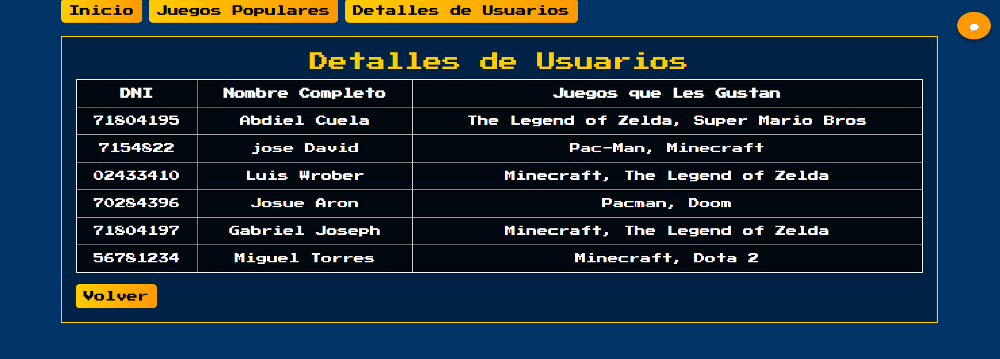 Inicio Juegos Populares Detalles de Usuarios
Detalles de Usuarios
DNI Nombre Completo Juegos que Les Gustan
71804195 Abdiel Cuela The Legend of Zelda, Super Mario Bros
7154822 jose David Pac-Man, Minecraft
02433410 Luis Wrober Minecraft, The Legend of Zelda
70284396 Josue Aron Pacman, Doom
71804197 Gabriel Joseph Minecraft, The Legend of Zelda
56781234 Miguel Torres Minecraft, Dota 2
Volver